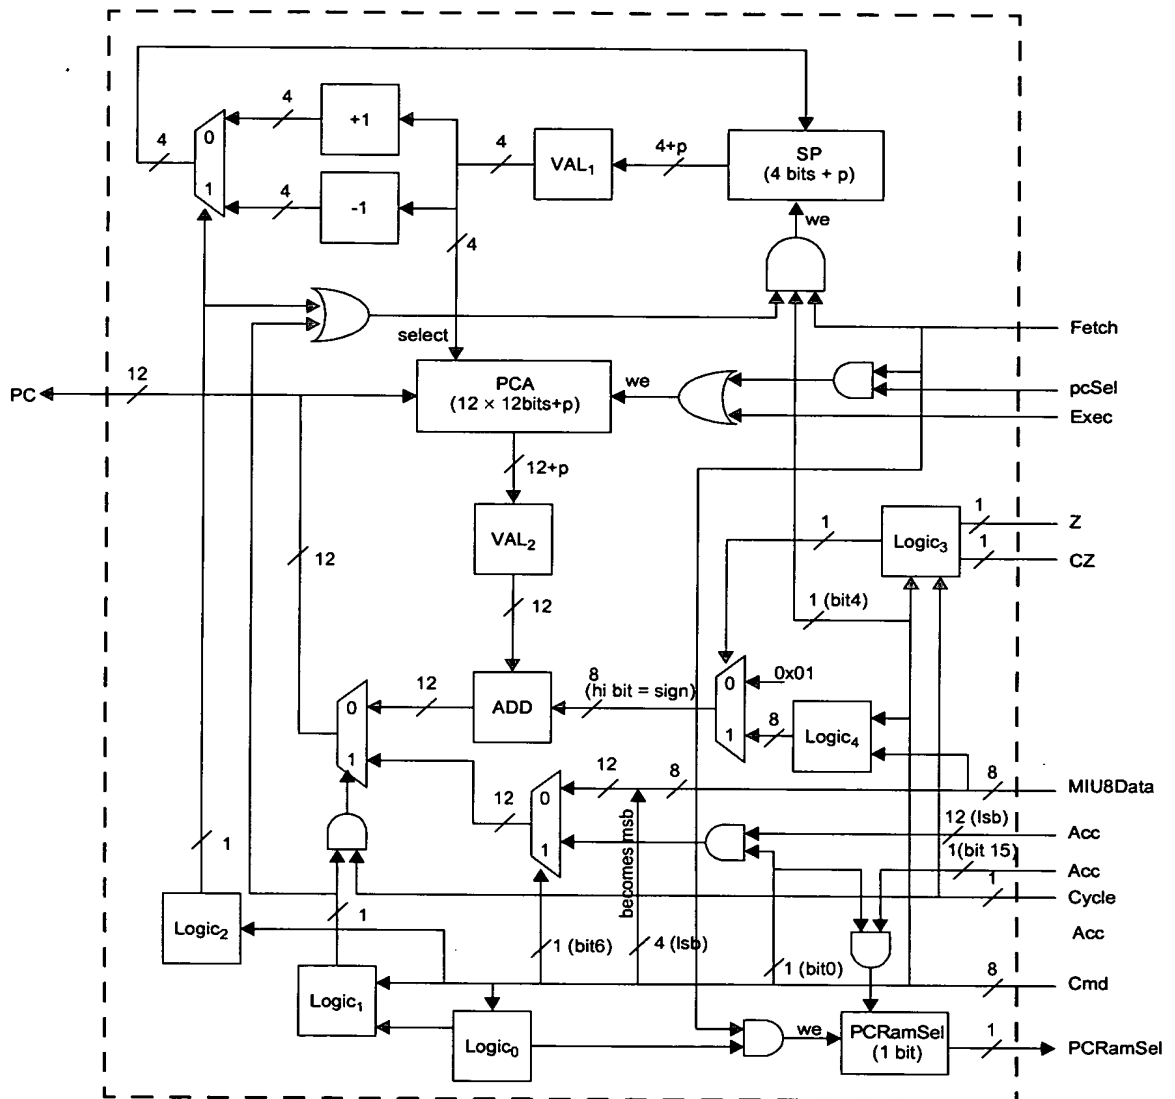 4
+1
0
4
VAL₁
4
4+p
SP
(4 bits + p)
1
4
-1
4
we
select
Fetch
PC
12
PCA
(12 × 12bits+p)
we
pcSel
Exec
12+p
12
VAL₂
12
1
Logic₃
1
Z
1
CZ
1 (bit4)
0
12
ADD
8
(hi bit = sign)
0
0x01
1
8
Logic₄
1
12
0
12
8
8
MIU8Data
1
becomes msb
12 (lsb)
Acc
1(bit 15)
Acc
1
Cycle
1
Logic₂
1
1 (bit6)
4 (lsb)
Acc
1 (bit0)
8
Cmd
Logic₁
Logic₀
we
PCRamSel
(1 bit)
1
PCRamSel